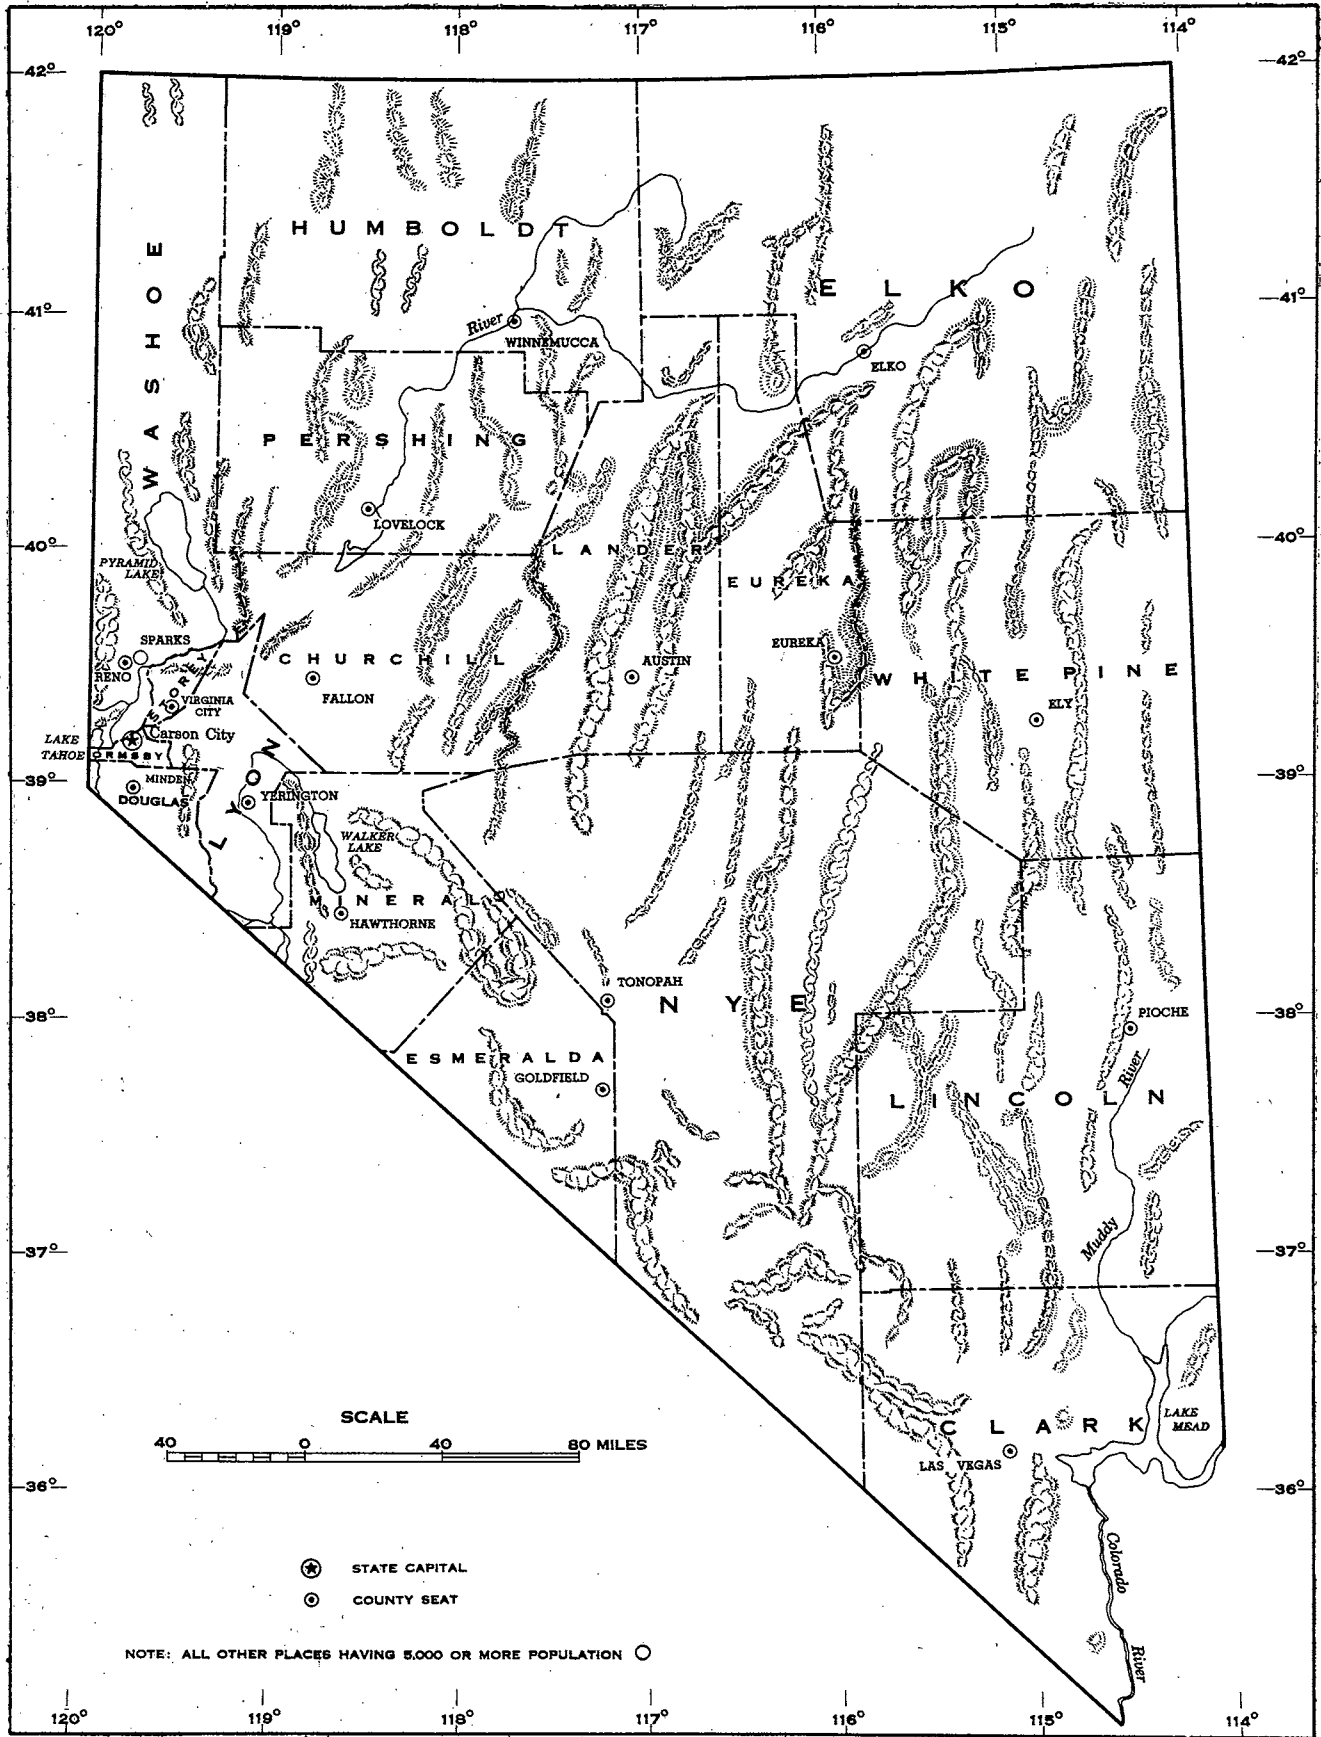 120° 119° 118° 117° 116° 115° 114°
42° 42°
HUMBOLDT
WASHOE
ELKO
41° 41°
River
WINNEMUCCA
ELKO
PERSHING
LOVELOCK
40° 40°
LANDER
PYRAMID
LAKE
EUREKA
SPARKS
EUREKA
CHURCHILL
AUSTIN
RENO
STOREY
WHITE PINE
VIRGINIA
CITY
FALLON
ELY
Carson City
LAKE
TAHOE
ORMSBY
39° 39°
MINDEN
DOUGLAS
LYON
YERINGTON
WALKER
LAKE
MINERAL
HAWTHORNE
TONOPAH
NYE
38° 38°
PIOCHE
ESMERALDA
GOLDFIELD
River
LINCOLN
Muddy
37° 37°
SCALE
40 0 40 80 MILES
CLARK
LAKE
MEAD
LAS VEGAS
36° 36°
Colorado
River
STATE CAPITAL
COUNTY SEAT
NOTE: ALL OTHER PLACES HAVING 5,000 OR MORE POPULATION
120° 119° 118° 117° 116° 115° 114°